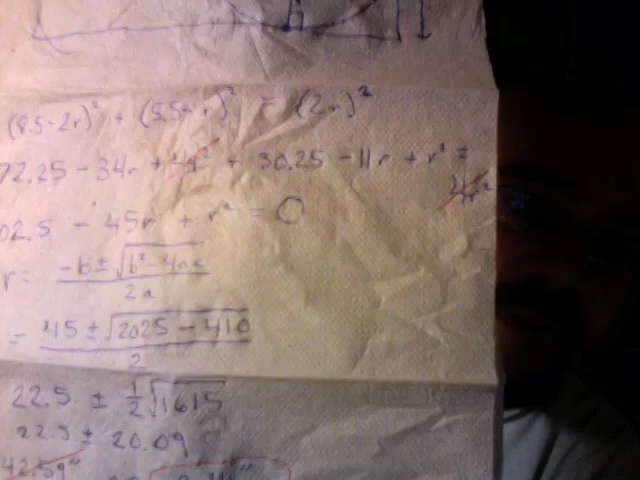 (8.5-2r)² + (5.5-r)² = (2r)²
72.25 - 34r + 4r² + 30.25 - 11r + r² = 4r²
02.5 - 45r + r² = 0
r = -b ± √b² - 4ac / 2a
= 45 ± √2025 - 410 / 2
22.5 ± ½√1615
22.5 ± 20.09
42.59"